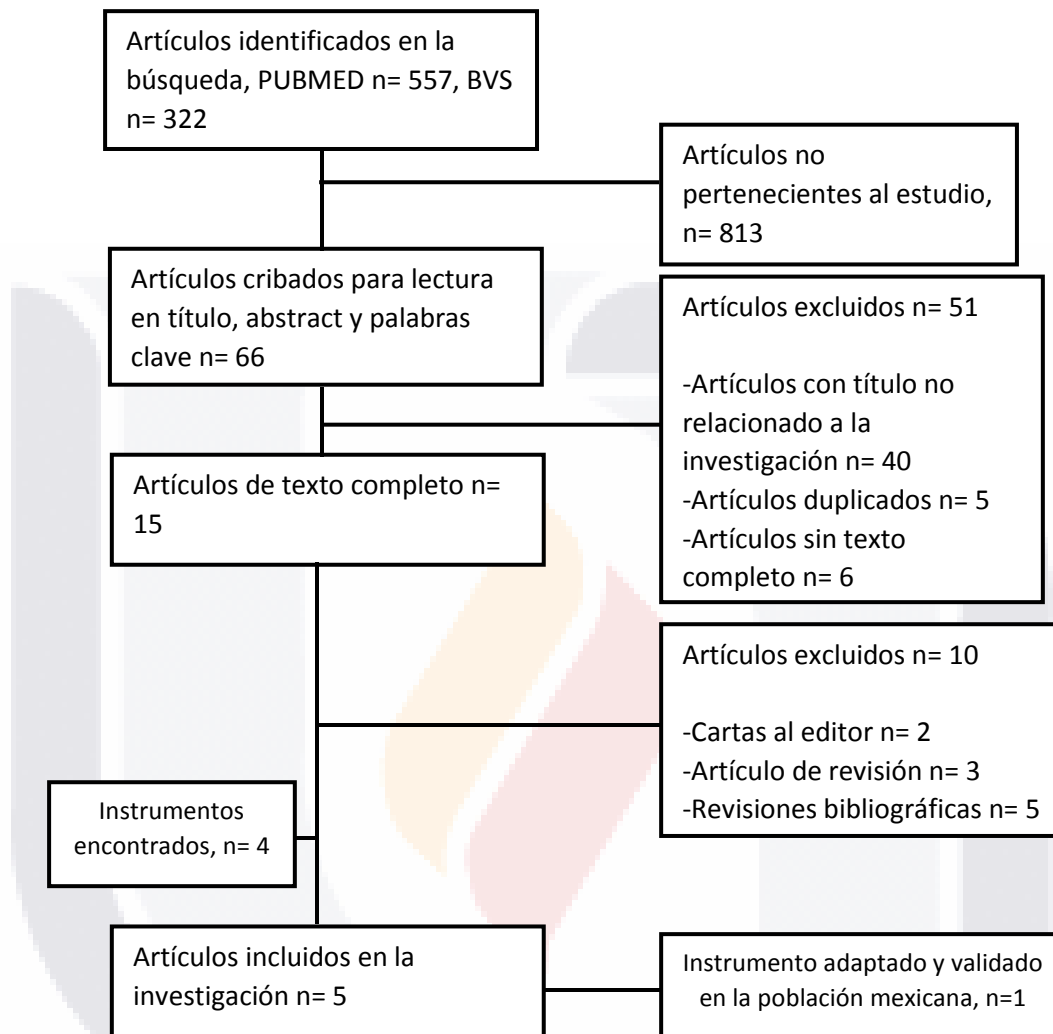 Artículos identificados en la
búsqueda, PUBMED n= 557, BVS
n= 322
Artículos no
pertenecientes al estudio,
n= 813
Artículos cribados para lectura
en título, abstract y palabras
clave n= 66
Artículos excluidos n= 51
-Artículos con título no
relacionado a la
investigación n= 40
-Artículos duplicados n= 5
-Artículos sin texto
completo n= 6
Artículos de texto completo n=
15
Artículos excluidos n= 10
-Cartas al editor n= 2
-Artículo de revisión n= 3
-Revisiones bibliográficas n= 5
Instrumentos
encontrados, n= 4
Artículos incluidos en la
investigación n= 5
Instrumento adaptado y validado
en la población mexicana, n=1